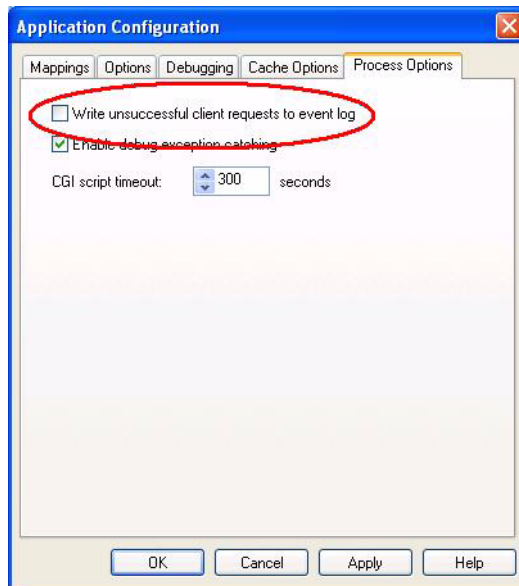 Application Configuration
Mappings Options Debugging Cache Options Process Options
Write unsuccessful client requests to event log
Enable debug exception catching
CGI script timeout: 300 seconds
OK Cancel Apply Help